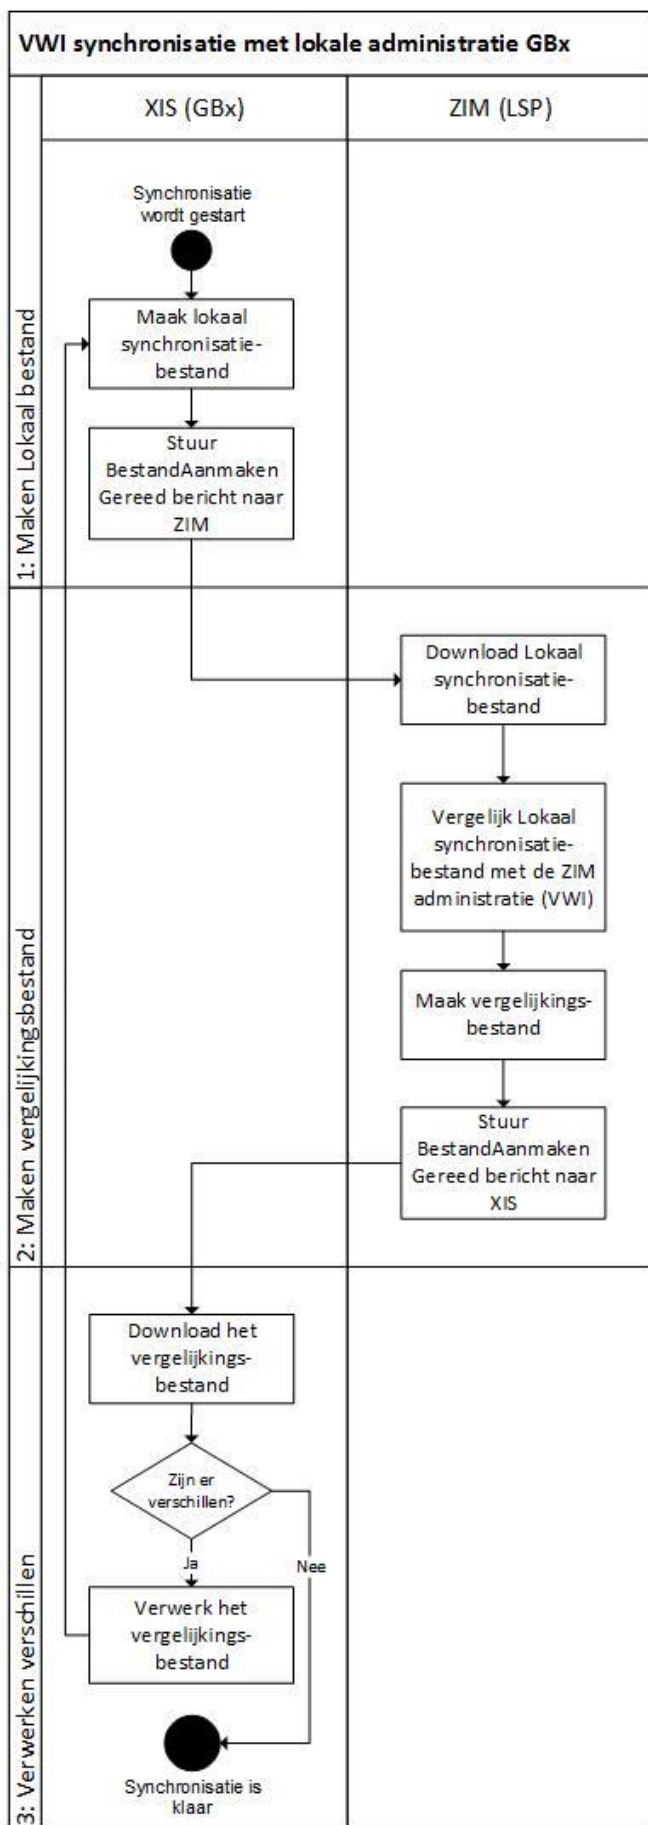 VWI synchronisatie met lokale administratie GBx
XIS (GBx)
ZIM (LSP)
1: Maken Lokaal bestand
Synchronisatie
wordt gestart
Maak lokaal
synchronisatie-
bestand
Stuur
BestandAanmaken
Gereed bericht naar
ZIM
2: Maken vergelijkingsbestand
Download Lokaal
synchronisatie-
bestand
Vergelijk Lokaal
synchronisatie-
bestand met de ZIM
administratie (VWI)
Maak vergelijkings-
bestand
Stuur
BestandAanmaken
Gereed bericht naar
XIS
3: Verwerken verschillen
Download het
vergelijkings-
bestand
Zijn er
verschillen?
Ja
Nee
Verwerk het
vergelijkings-
bestand
Synchronisatie is
klaar